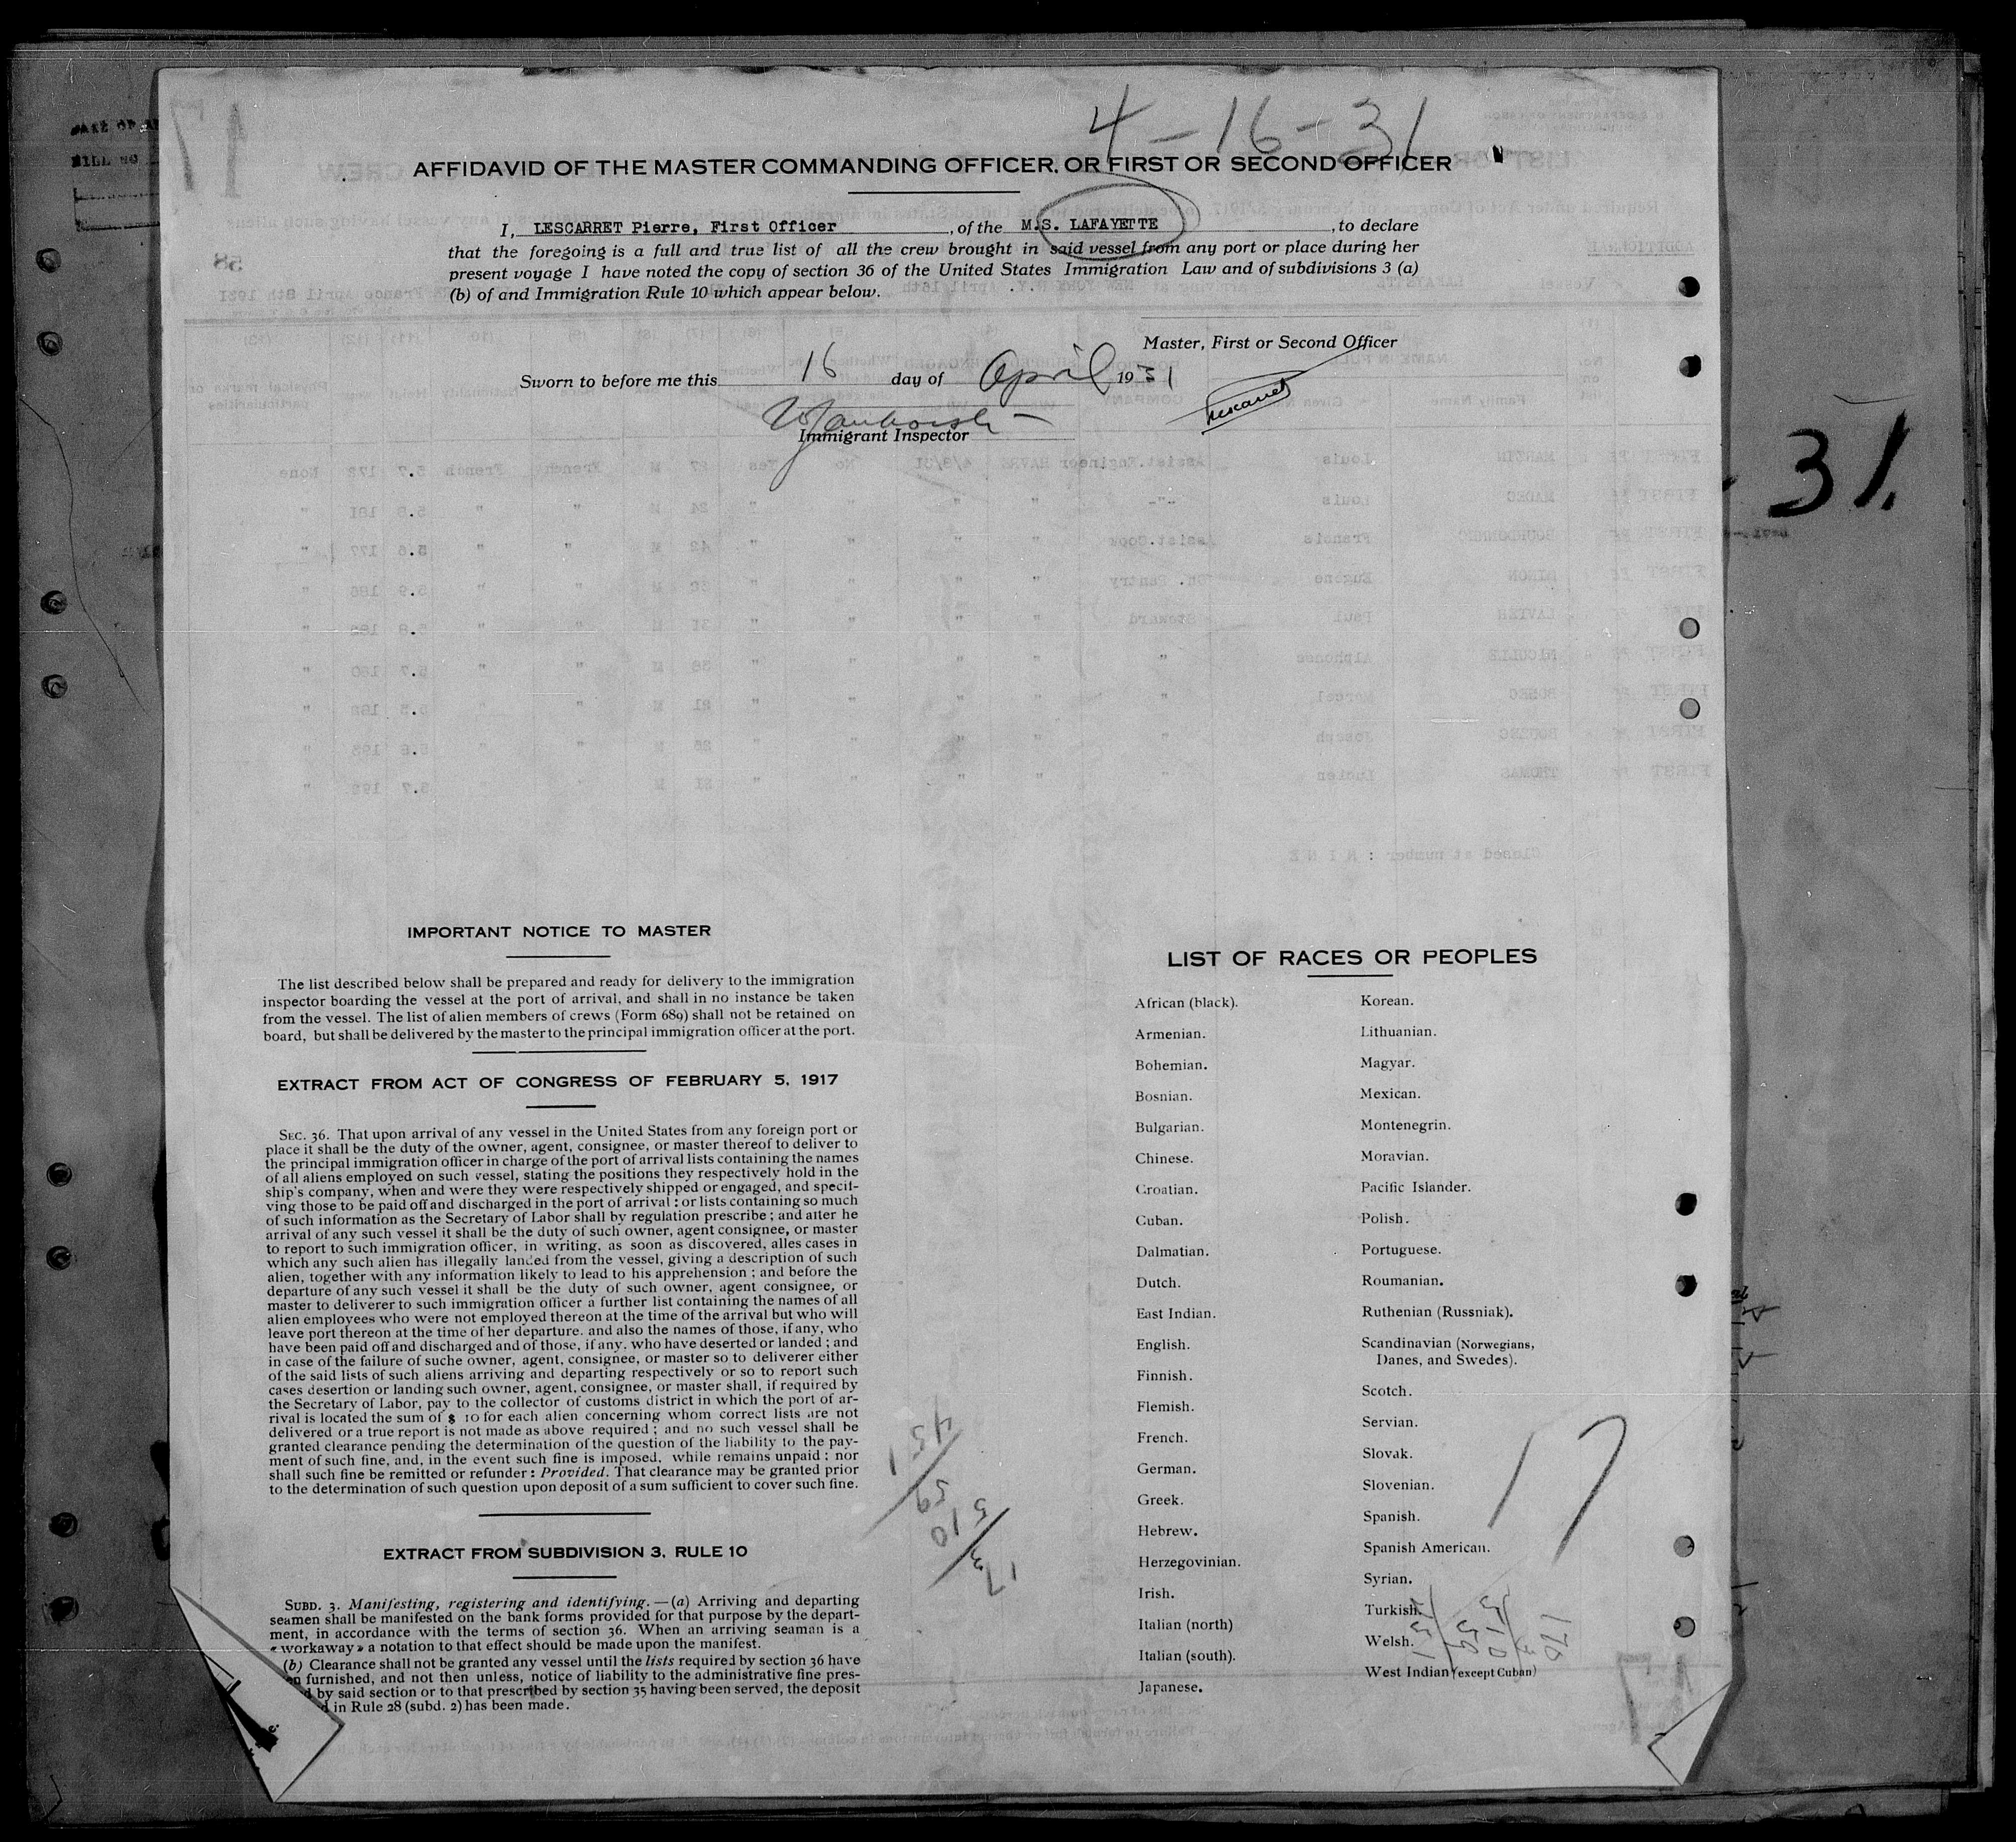 4-16-31
AFFIDAVID OF THE MASTER COMMANDING OFFICER, OR FIRST OR SECOND OFFICER
I, LESCARRET Pierre, First Officer, of the M.S. LAFAYETTE, to declare
that the foregoing is a full and true list of all the crew brought in said vessel from any port or place during her
present voyage I have noted the copy of section 36 of the United States Immigration Law and of subdivisions 3 (a)
(b) of and Immigration Rule 10 which appear below.
Master, First or Second Officer
Sworn to before me this 16 day of April 1931
Immigrant Inspector
31.
IMPORTANT NOTICE TO MASTER
The list described below shall be prepared and ready for delivery to the immigration
inspector boarding the vessel at the port of arrival, and shall in no instance be taken
from the vessel. The list of alien members of crews (Form 689) shall not be retained on
board, but shall be delivered by the master to the principal immigration officer at the port.
EXTRACT FROM ACT OF CONGRESS OF FEBRUARY 5, 1917
SEC. 36. That upon arrival of any vessel in the United States from any foreign port or
place it shall be the duty of the owner, agent, consignee, or master thereof to deliver to
the principal immigration officer in charge of the port of arrival lists containing the names
of all aliens employed on such vessel, stating the positions they respectively hold in the
ship's company, when and were they were respectively shipped or engaged, and specif-
ving those to be paid off and discharged in the port of arrival : or lists containing so much
of such information as the Secretary of Labor shall by regulation prescribe ; and after he
arrival of any such vessel it shall be the duty of such owner, agent consignee, or master
to report to such immigration officer, in writing, as soon as discovered, alles cases in
which any such alien has illegally landed from the vessel, giving a description of such
alien, together with any information likely to lead to his apprehension ; and before the
departure of any such vessel it shall be the duty of such owner, agent consignee, or
master to deliverer to such immigration officer a further list containing the names of all
alien employees who were not employed thereon at the time of the arrival but who will
leave port thereon at the time of her departure. and also the names of those, if any, who
have been paid off and discharged and of those, if any. who have deserted or landed ; and
in case of the failure of suche owner, agent, consignee, or master so to deliverer either
of the said lists of such aliens arriving and departing respectively or so to report such
cases desertion or landing such owner, agent, consignee, or master shall, if required by
the Secretary of Labor, pay to the collector of customs district in which the port of ar-
rival is located the sum of $ 10 for each alien concerning whom correct lists are not
delivered or a true report is not made as above required ; and no such vessel shall be
granted clearance pending the determination of the question of the liability to the pay-
ment of such fine, and, in the event such fine is imposed, while remains unpaid ; nor
shall such fine be remitted or refunder : Provided. That clearance may be granted prior
to the determination of such question upon deposit of a sum sufficient to cover such fine.
EXTRACT FROM SUBDIVISION 3, RULE 10
SUBD. 3. Manifesting, registering and identifying. — (a) Arriving and departing
seamen shall be manifested on the bank forms provided for that purpose by the depart-
ment, in accordance with the terms of section 36. When an arriving seaman is a
« workaway » a notation to that effect should be made upon the manifest.
(b) Clearance shall not be granted any vessel until the lists required by section 36 have
furnished, and not then unless, notice of liability to the administrative fine pres-
by said section or to that prescribed by section 35 having been served, the deposit
in Rule 28 (subd. 2) has been made.
LIST OF RACES OR PEOPLES
African (black).
Armenian.
Bohemian.
Bosnian.
Bulgarian.
Chinese.
Croatian.
Cuban.
Dalmatian.
Dutch.
East Indian.
English.
Finnish.
Flemish.
French.
German.
Greek.
Hebrew.
Herzegovinian.
Irish.
Italian (north)
Italian (south).
Japanese.
Korean.
Lithuanian.
Magyar.
Mexican.
Montenegrin.
Moravian.
Pacific Islander.
Polish.
Portuguese.
Roumanian.
Ruthenian (Russniak).
Scandinavian (Norwegians,
Danes, and Swedes).
Scotch.
Servian.
Slovak.
Slovenian.
Spanish.
Spanish American.
Syrian.
Turkish.
Welsh.
West Indian (except Cuban)
17